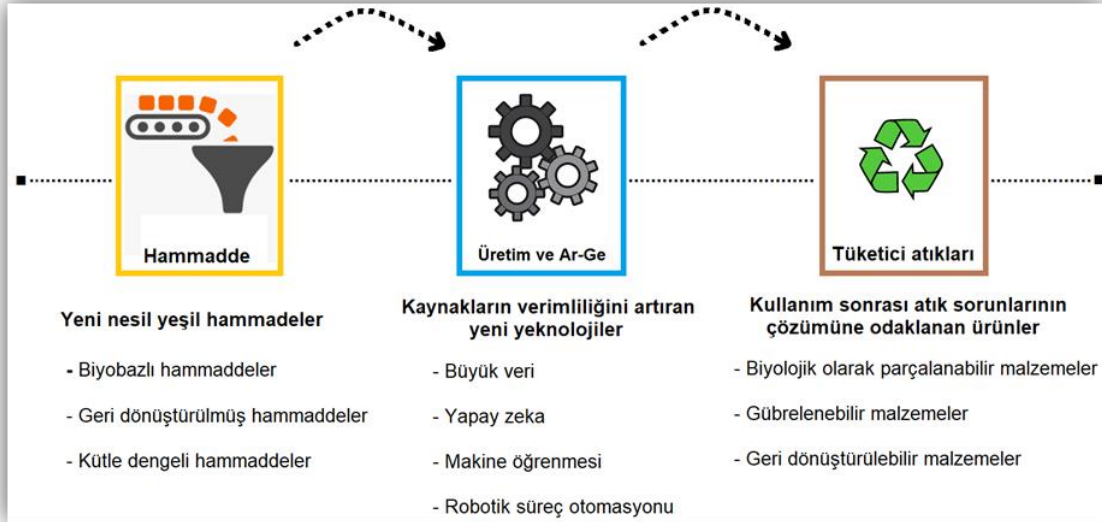 Hammadde
Üretim ve Ar-Ge
Tüketici atıkları
Yeni nesil yeşil hammadeler
- Biyobazlı hammaddeler
- Geri dönüştürülmüş hammaddeler
- Kütle dengeli hammaddeler
Kaynakların verimliliğini artıran
yeni yeknolojiler
- Büyük veri
- Yapay zeka
- Makine öğrenmesi
- Robotik süreç otomasyonu
Kullanım sonrası atık sorunlarının
çözümüne odaklanan ürünler
- Biyolojik olarak parçalanabilir malzemeler
- Gübrelenebilir malzemeler
- Geri dönüştürülebilir malzemeler